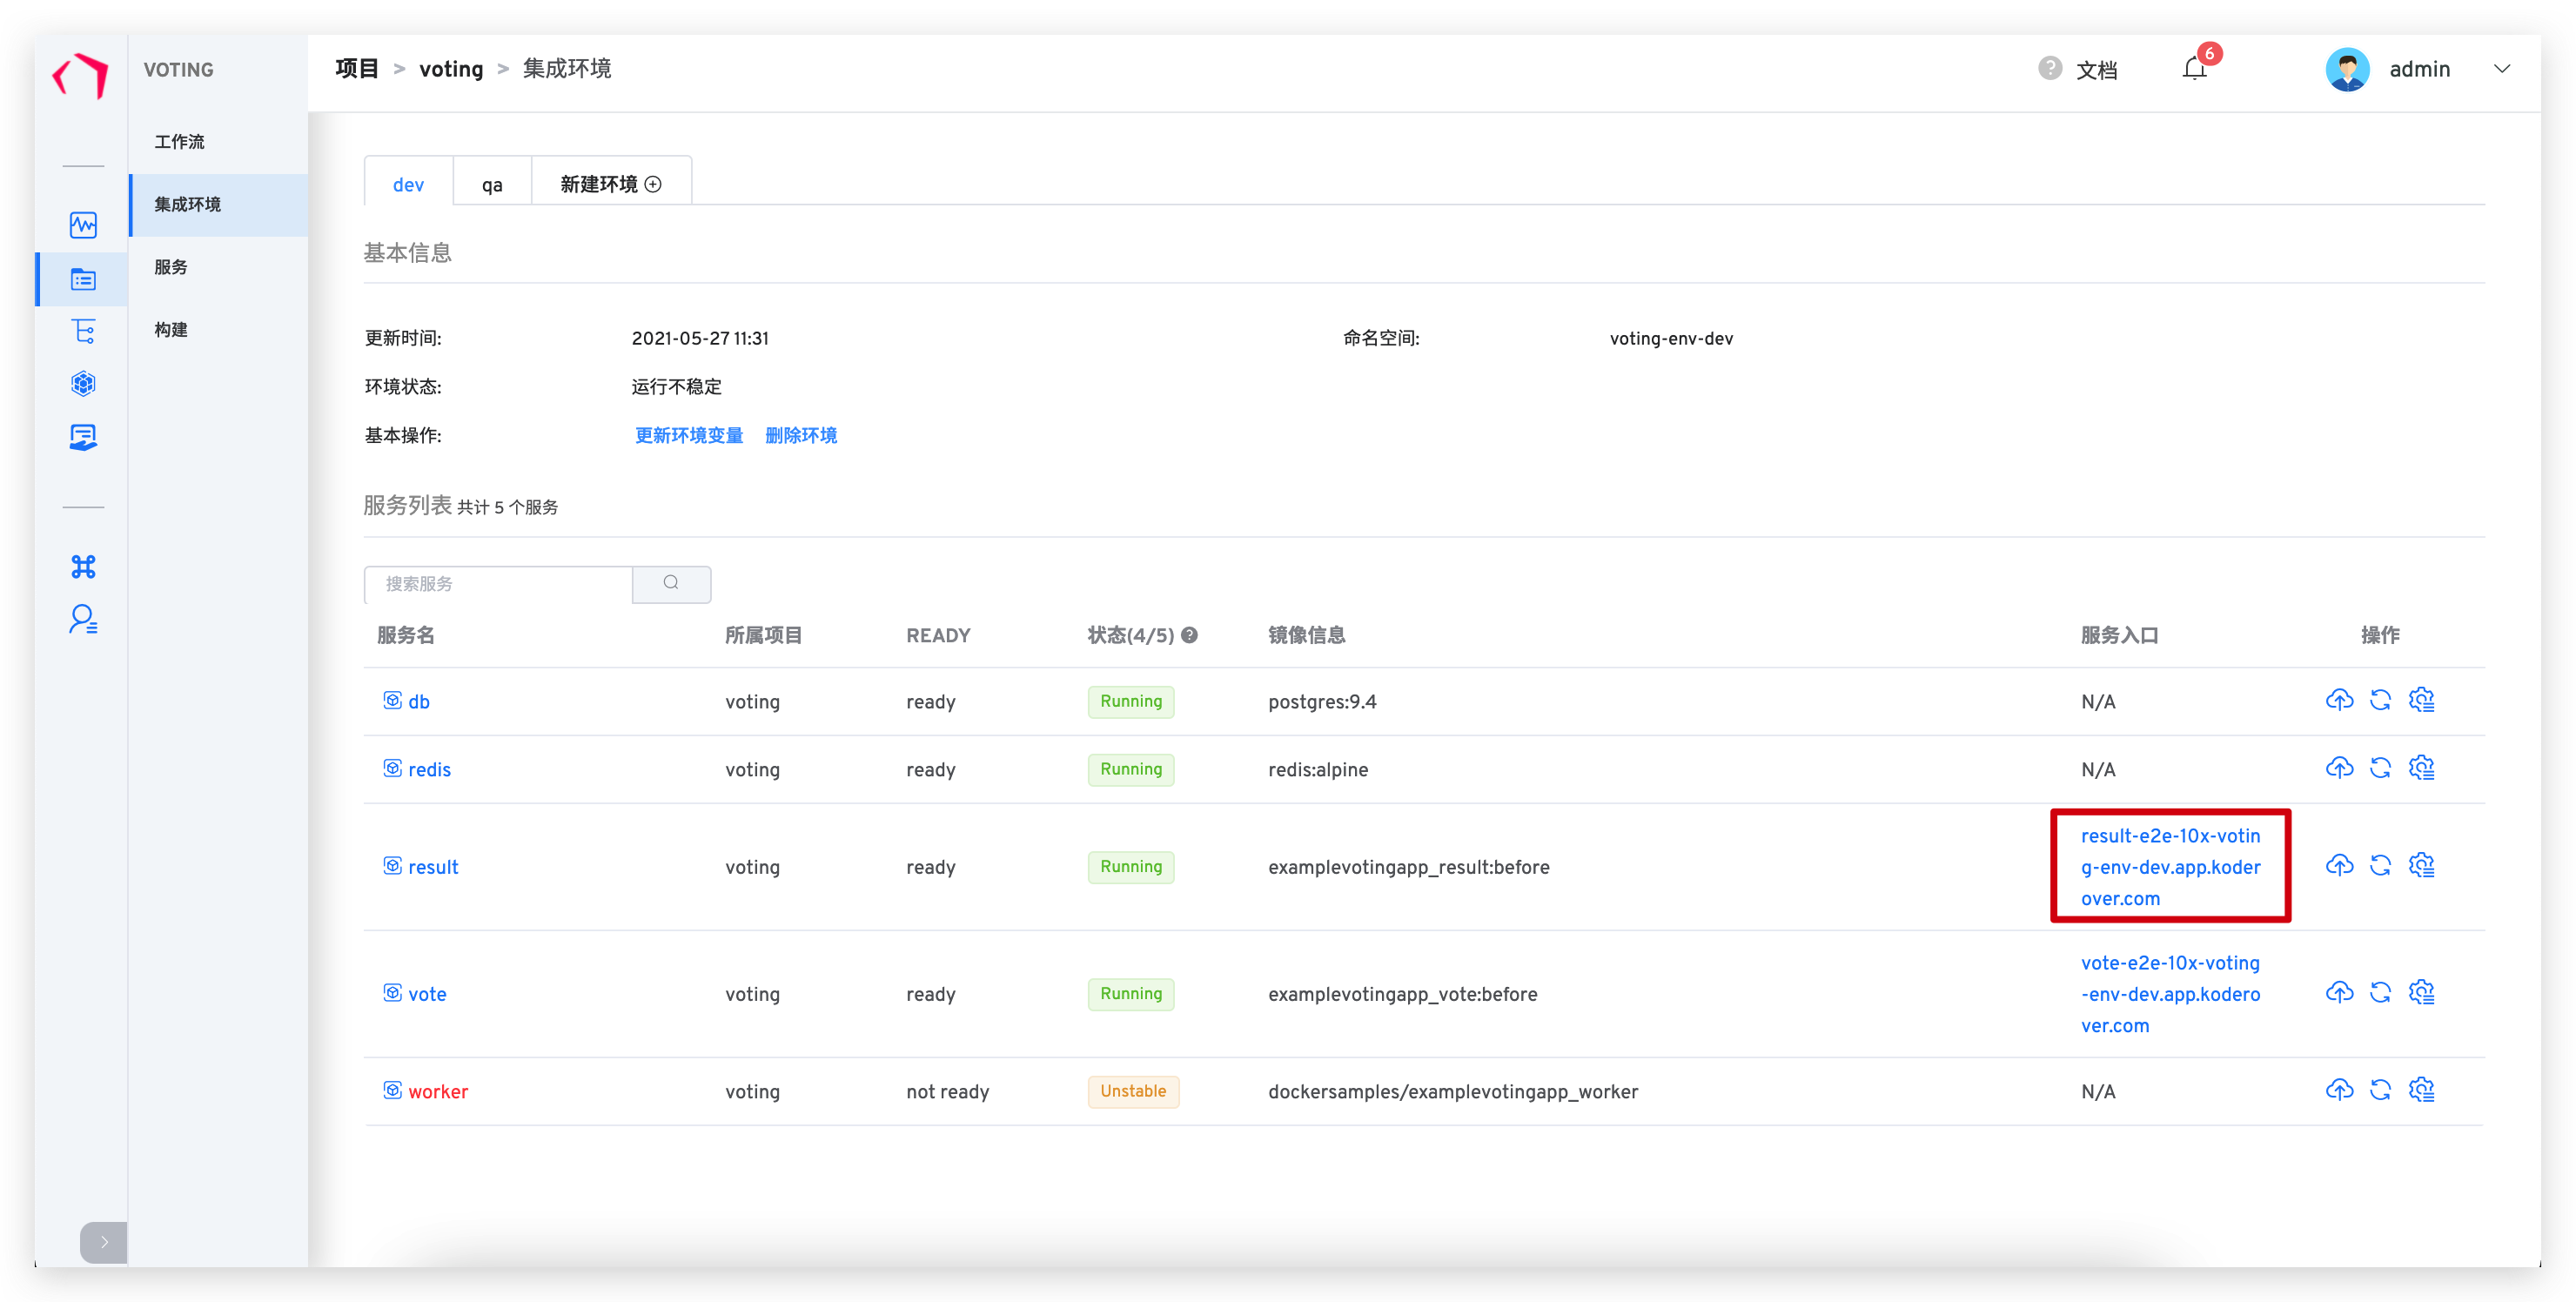 VOTING
工作流
集成环境
服务
构建
项目 > voting > 集成环境
? 文档
6
admin
dev
qa
新建环境
基本信息
更新时间: 2021-05-27 11:31
命名空间: voting-env-dev
环境状态: 运行不稳定
基本操作: 更新环境变量 删除环境
服务列表 共计 5 个服务
搜索服务
服务名 所属项目 READY 状态(4/5) ? 镜像信息 服务入口 操作
db voting ready Running postgres:9.4 N/A
redis voting ready Running redis:alpine N/A
result voting ready Running examplevotingapp_result:before
result-e2e-10x-votin
g-env-dev.app.koder
over.com
vote voting ready Running examplevotingapp_vote:before
vote-e2e-10x-voting
-env-dev.app.kodero
ver.com
worker voting not ready Unstable dockersamples/examplevotingapp_worker N/A